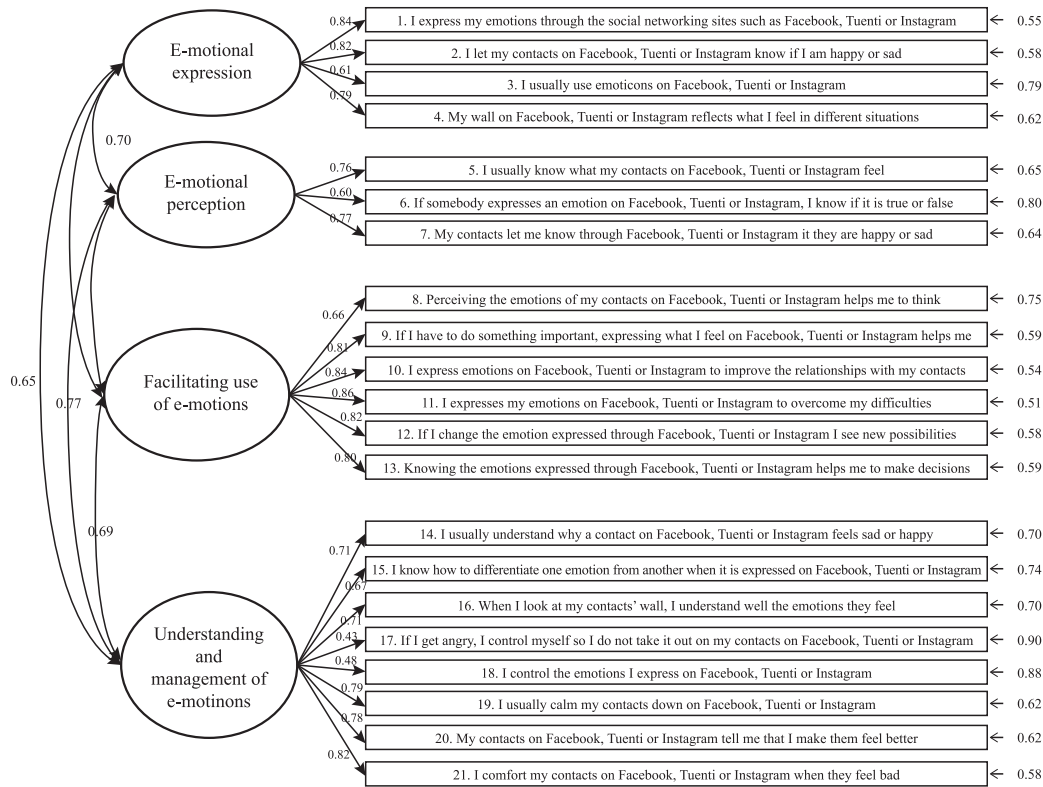 E-motional
expression
0.84
1. I express my emotions through the social networking sites such as Facebook, Tuenti or Instagram
0.55
0.82
2. I let my contacts on Facebook, Tuenti or Instagram know if I am happy or sad
0.58
0.61
3. I usually use emoticons on Facebook, Tuenti or Instagram
0.79
0.79
4. My wall on Facebook, Tuenti or Instagram reflects what I feel in different situations
0.62
0.70
E-motional
perception
0.76
5. I usually know what my contacts on Facebook, Tuenti or Instagram feel
0.65
0.60
6. If somebody expresses an emotion on Facebook, Tuenti or Instagram, I know if it is true or false
0.80
0.77
7. My contacts let me know through Facebook, Tuenti or Instagram it they are happy or sad
0.64
Facilitating use
of e-motions
0.66
8. Perceiving the emotions of my contacts on Facebook, Tuenti or Instagram helps me to think
0.75
0.81
9. If I have to do something important, expressing what I feel on Facebook, Tuenti or Instagram helps me
0.59
0.84
10. I express emotions on Facebook, Tuenti or Instagram to improve the relationships with my contacts
0.54
0.86
11. I expresses my emotions on Facebook, Tuenti or Instagram to overcome my difficulties
0.51
0.82
12. If I change the emotion expressed through Facebook, Tuenti or Instagram I see new possibilities
0.58
0.80
13. Knowing the emotions expressed through Facebook, Tuenti or Instagram helps me to make decisions
0.59
0.65
0.77
0.69
Understanding
and
management of
e-motinons
0.71
14. I usually understand why a contact on Facebook, Tuenti or Instagram feels sad or happy
0.70
0.67
15. I know how to differentiate one emotion from another when it is expressed on Facebook, Tuenti or Instagram
0.74
0.71
16. When I look at my contacts' wall, I understand well the emotions they feel
0.70
0.43
17. If I get angry, I control myself so I do not take it out on my contacts on Facebook, Tuenti or Instagram
0.90
0.48
18. I control the emotions I express on Facebook, Tuenti or Instagram
0.88
0.79
19. I usually calm my contacts down on Facebook, Tuenti or Instagram
0.62
0.78
20. My contacts on Facebook, Tuenti or Instagram tell me that I make them feel better
0.62
0.82
21. I comfort my contacts on Facebook, Tuenti or Instagram when they feel bad
0.58